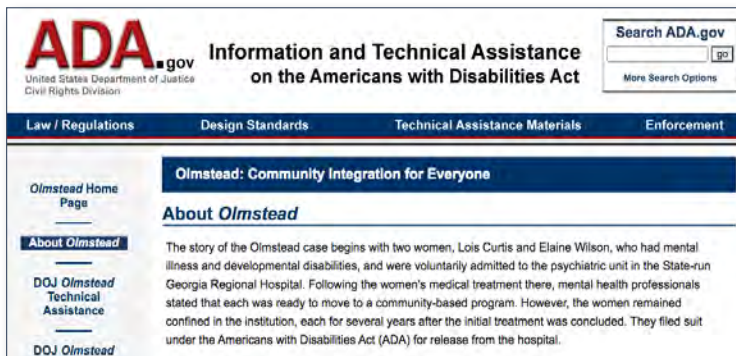 ADA.gov
United States Department of Justice
Civil Rights Division
Information and Technical Assistance
on the Americans with Disabilities Act
Search ADA.gov
go
More Search Options
Law / Regulations Design Standards Technical Assistance Materials Enforcement
Olmstead Home
Page
About Olmstead
DOJ Olmstead
Technical
Assistance
DOJ Olmstead
Olmstead: Community Integration for Everyone
About Olmstead
The story of the Olmstead case begins with two women, Lois Curtis and Elaine Wilson, who had mental
illness and developmental disabilities, and were voluntarily admitted to the psychiatric unit in the State-run
Georgia Regional Hospital. Following the women's medical treatment there, mental health professionals
stated that each was ready to move to a community-based program. However, the women remained
confined in the institution, each for several years after the initial treatment was concluded. They filed suit
under the Americans with Disabilities Act (ADA) for release from the hospital.